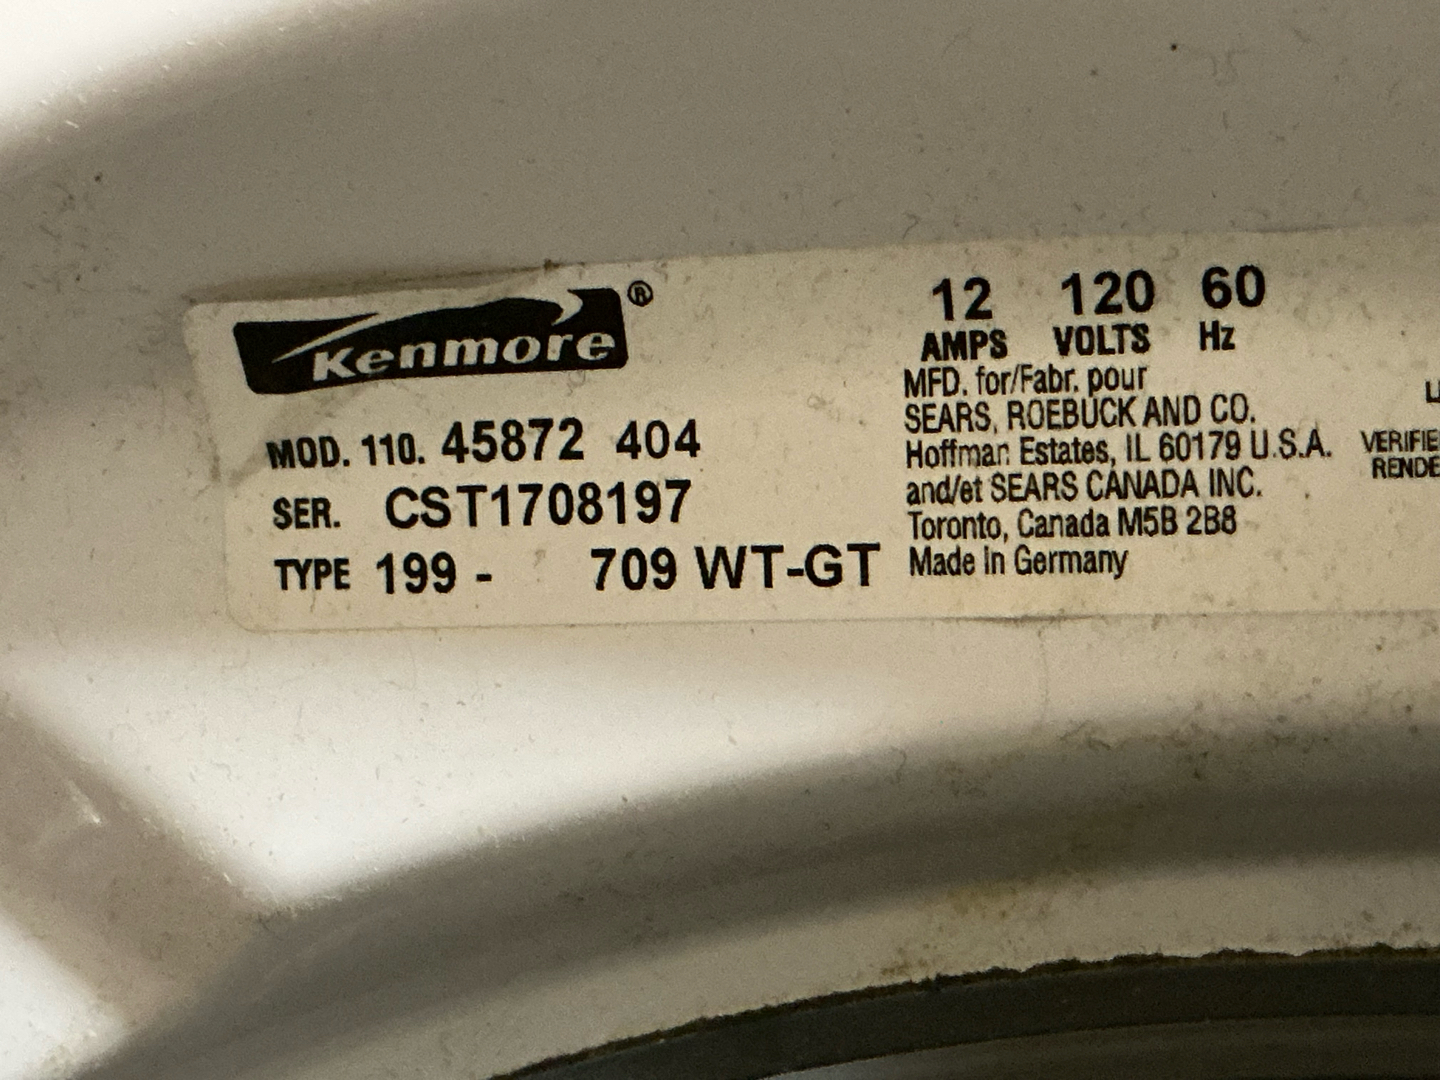 Kenmore®
MOD. 110. 45872 404
SER. CST1708197
TYPE 199 - 709 WT-GT
12 120 60
AMPS VOLTS Hz
MFD. for/Fabr. pour
SEARS, ROEBUCK AND CO.
Hoffman Estates, IL 60179 U.S.A.
and/et SEARS CANADA INC.
Toronto, Canada M5B 2B8
Made in Germany
VERIFIE
RENDE